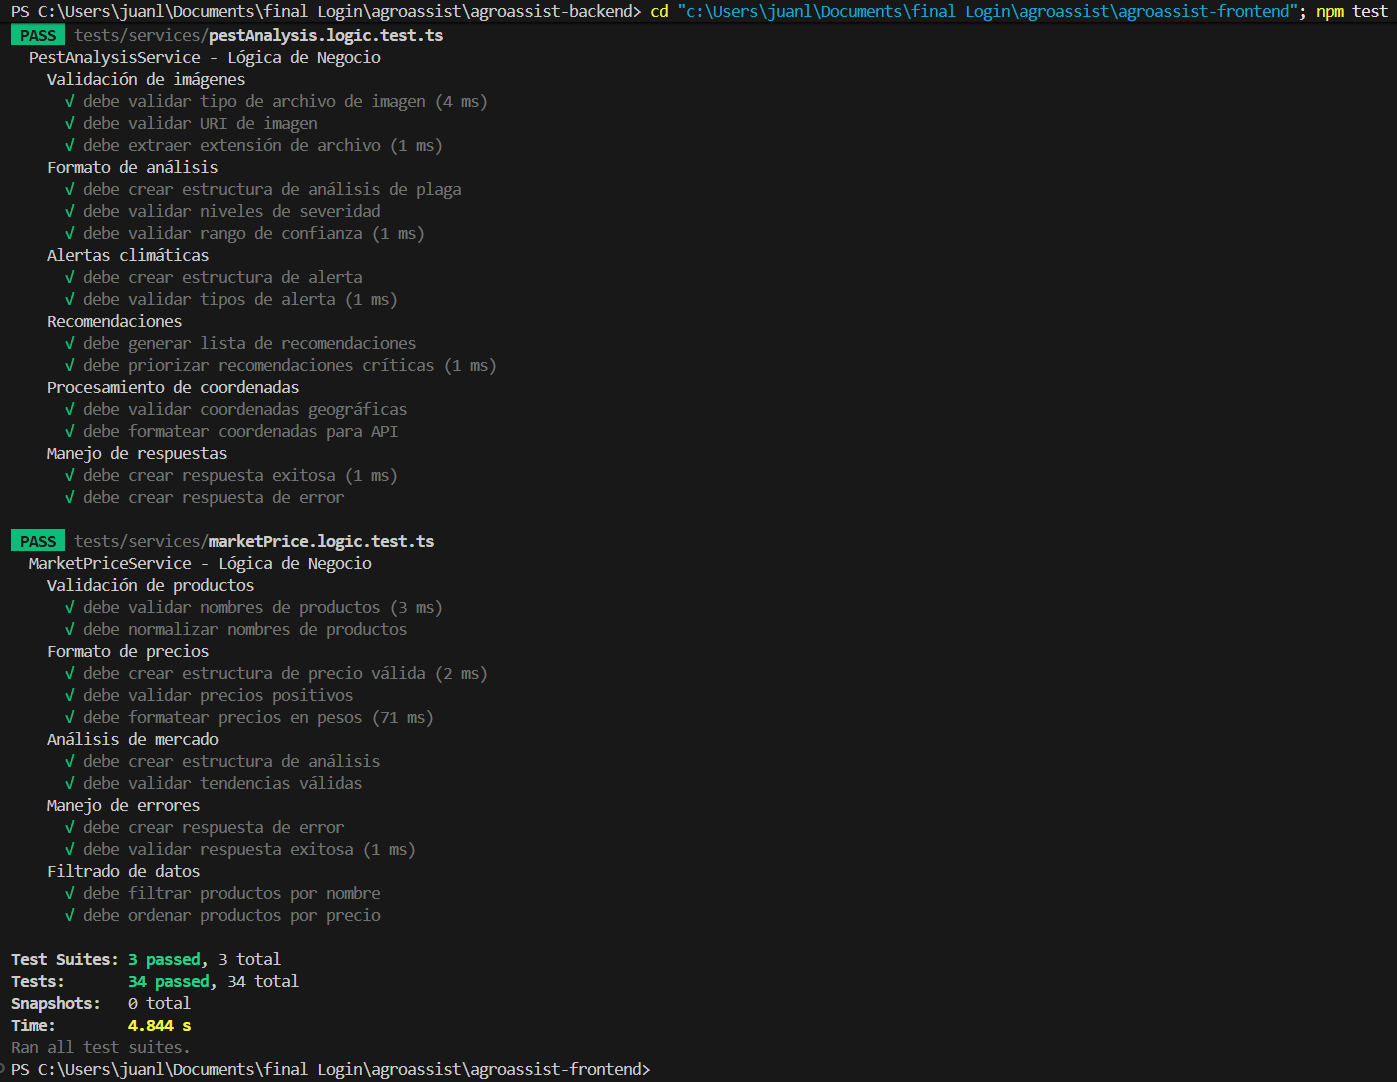 PS C:\Users\juanl\Documents\final Login\agroassist-backend> cd "c:\Users\juanl\Documents\final Login\agroassist\agroassist-frontend"; npm test
PASS tests/services/pestAnalysis.logic.test.ts
PestAnalysisService - Lógica de Negocio
Validación de imágenes
√ debe validar tipo de archivo de imagen (4 ms)
√ debe validar URI de imagen
√ debe extraer extensión de archivo (1 ms)
Formato de análisis
√ debe crear estructura de análisis de plaga
√ debe validar niveles de severidad
√ debe validar rango de confianza (1 ms)
Alertas climáticas
√ debe crear estructura de alerta
√ debe validar tipos de alerta (1 ms)
Recomendaciones
√ debe generar lista de recomendaciones
√ debe priorizar recomendaciones críticas (1 ms)
Procesamiento de coordenadas
√ debe validar coordenadas geográficas
√ debe formatear coordenadas para API
Manejo de respuestas
√ debe crear respuesta exitosa (1 ms)
√ debe crear respuesta de error
PASS tests/services/marketPrice.logic.test.ts
MarketPriceService - Lógica de Negocio
Validación de productos
√ debe validar nombres de productos (3 ms)
√ debe normalizar nombres de productos
Formato de precios
√ debe crear estructura de precio válida (2 ms)
√ debe validar precios positivos
√ debe formatear precios en pesos (71 ms)
Análisis de mercado
√ debe crear estructura de análisis
√ debe validar tendencias válidas
Manejo de errores
√ debe crear respuesta de error
√ debe validar respuesta exitosa (1 ms)
Filtrado de datos
√ debe filtrar productos por nombre
√ debe ordenar productos por precio
Test Suites: 3 passed, 3 total
Tests: 34 passed, 34 total
Snapshots: 0 total
Time: 4.844 s
Ran all test suites.
PS C:\Users\juanl\Documents\final Login\agroassist\agroassist-frontend>